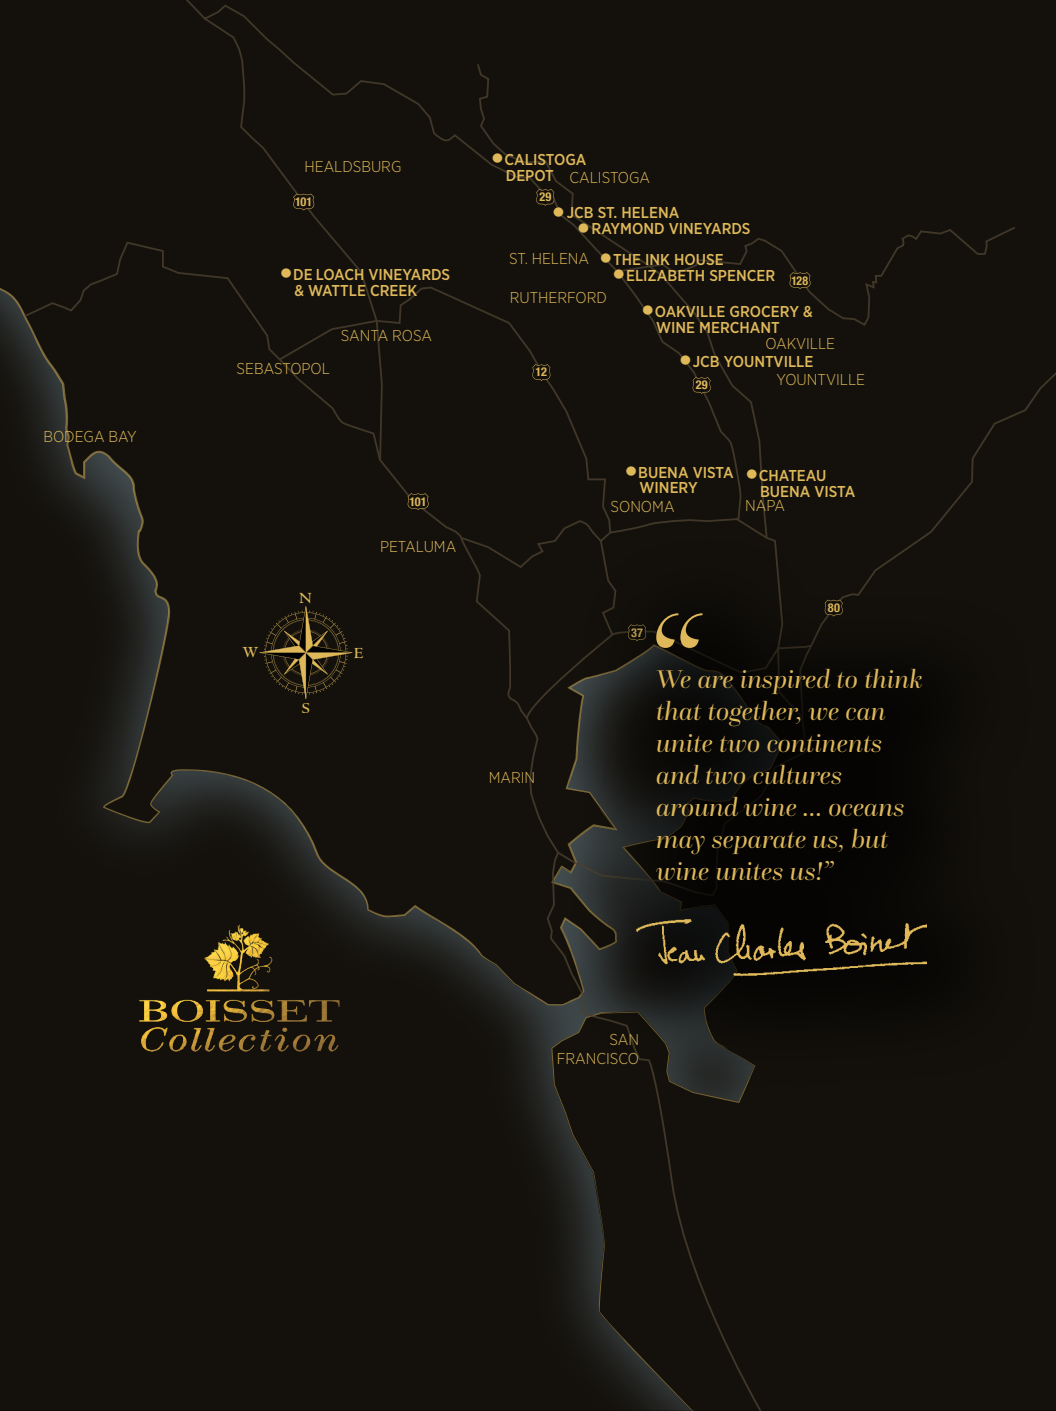 HEALDSBURG
CALISTOGA
DEPOT
CALISTOGA
29
101
JCB ST. HELENA
RAYMOND VINEYARDS
ST. HELENA
THE INK HOUSE
ELIZABETH SPENCER
128
DE LOACH VINEYARDS
& WATTLE CREEK
RUTHERFORD
OAKVILLE GROCERY &
WINE MERCHANT
OAKVILLE
SANTA ROSA
JCB YOUNTVILLE
SEBASTOPOL
12
29
YOUNTVILLE
BODEGA BAY
BUENA VISTA
WINERY
SONOMA
CHATEAU
BUENA VISTA
NAPA
101
PETALUMA
N
W
E
S
80
37
“
We are inspired to think
that together, we can
unite two continents
and two cultures
around wine ... oceans
may separate us, but
wine unites us!”
Jean Charles Boisset
MARIN
BOISSET
Collection
SAN
FRANCISCO